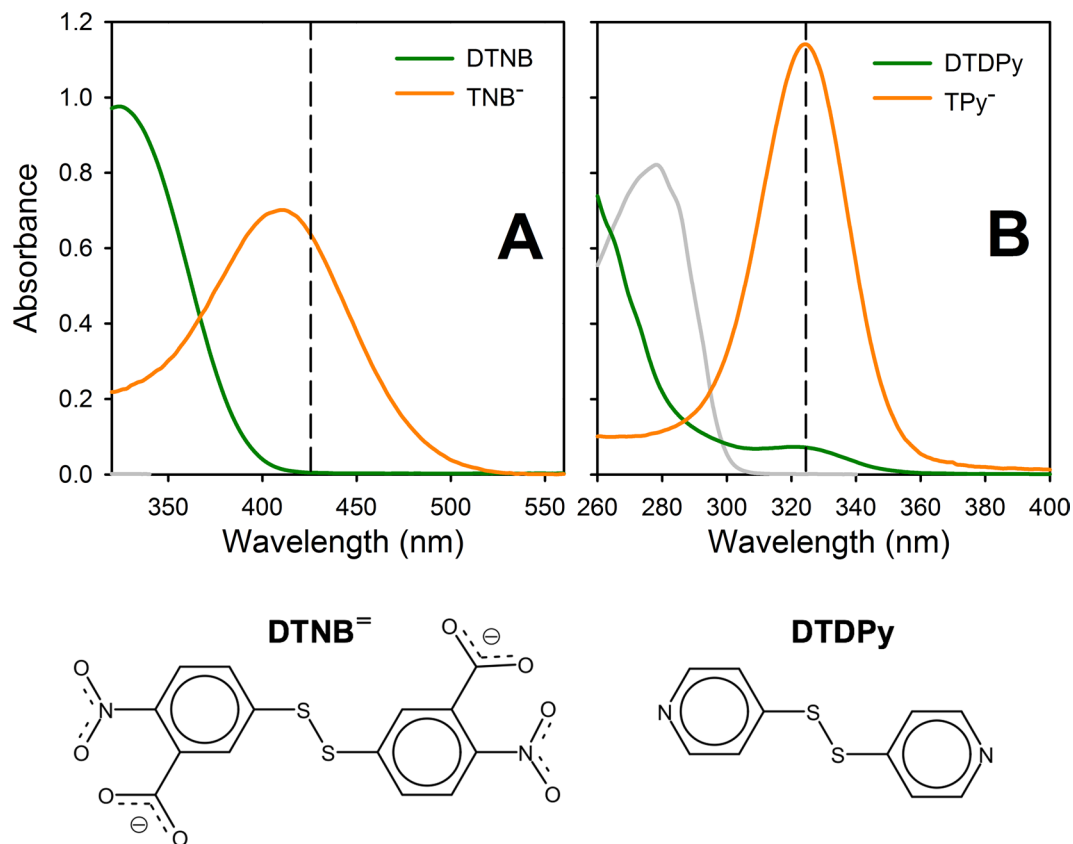 1.2
1.0
0.8
0.6
0.4
0.2
0.0
Absorbance
DTNB
TNB⁻
A
350 400 450 500 550
Wavelength (nm)
DTDPy
TPy⁻
B
260 280 300 320 340 360 380 400
Wavelength (nm)
DTNB⁼
O
N
O
O
O
⊖
S
S
O
⊖
O
N
O
O
DTDPy
N
S
S
N